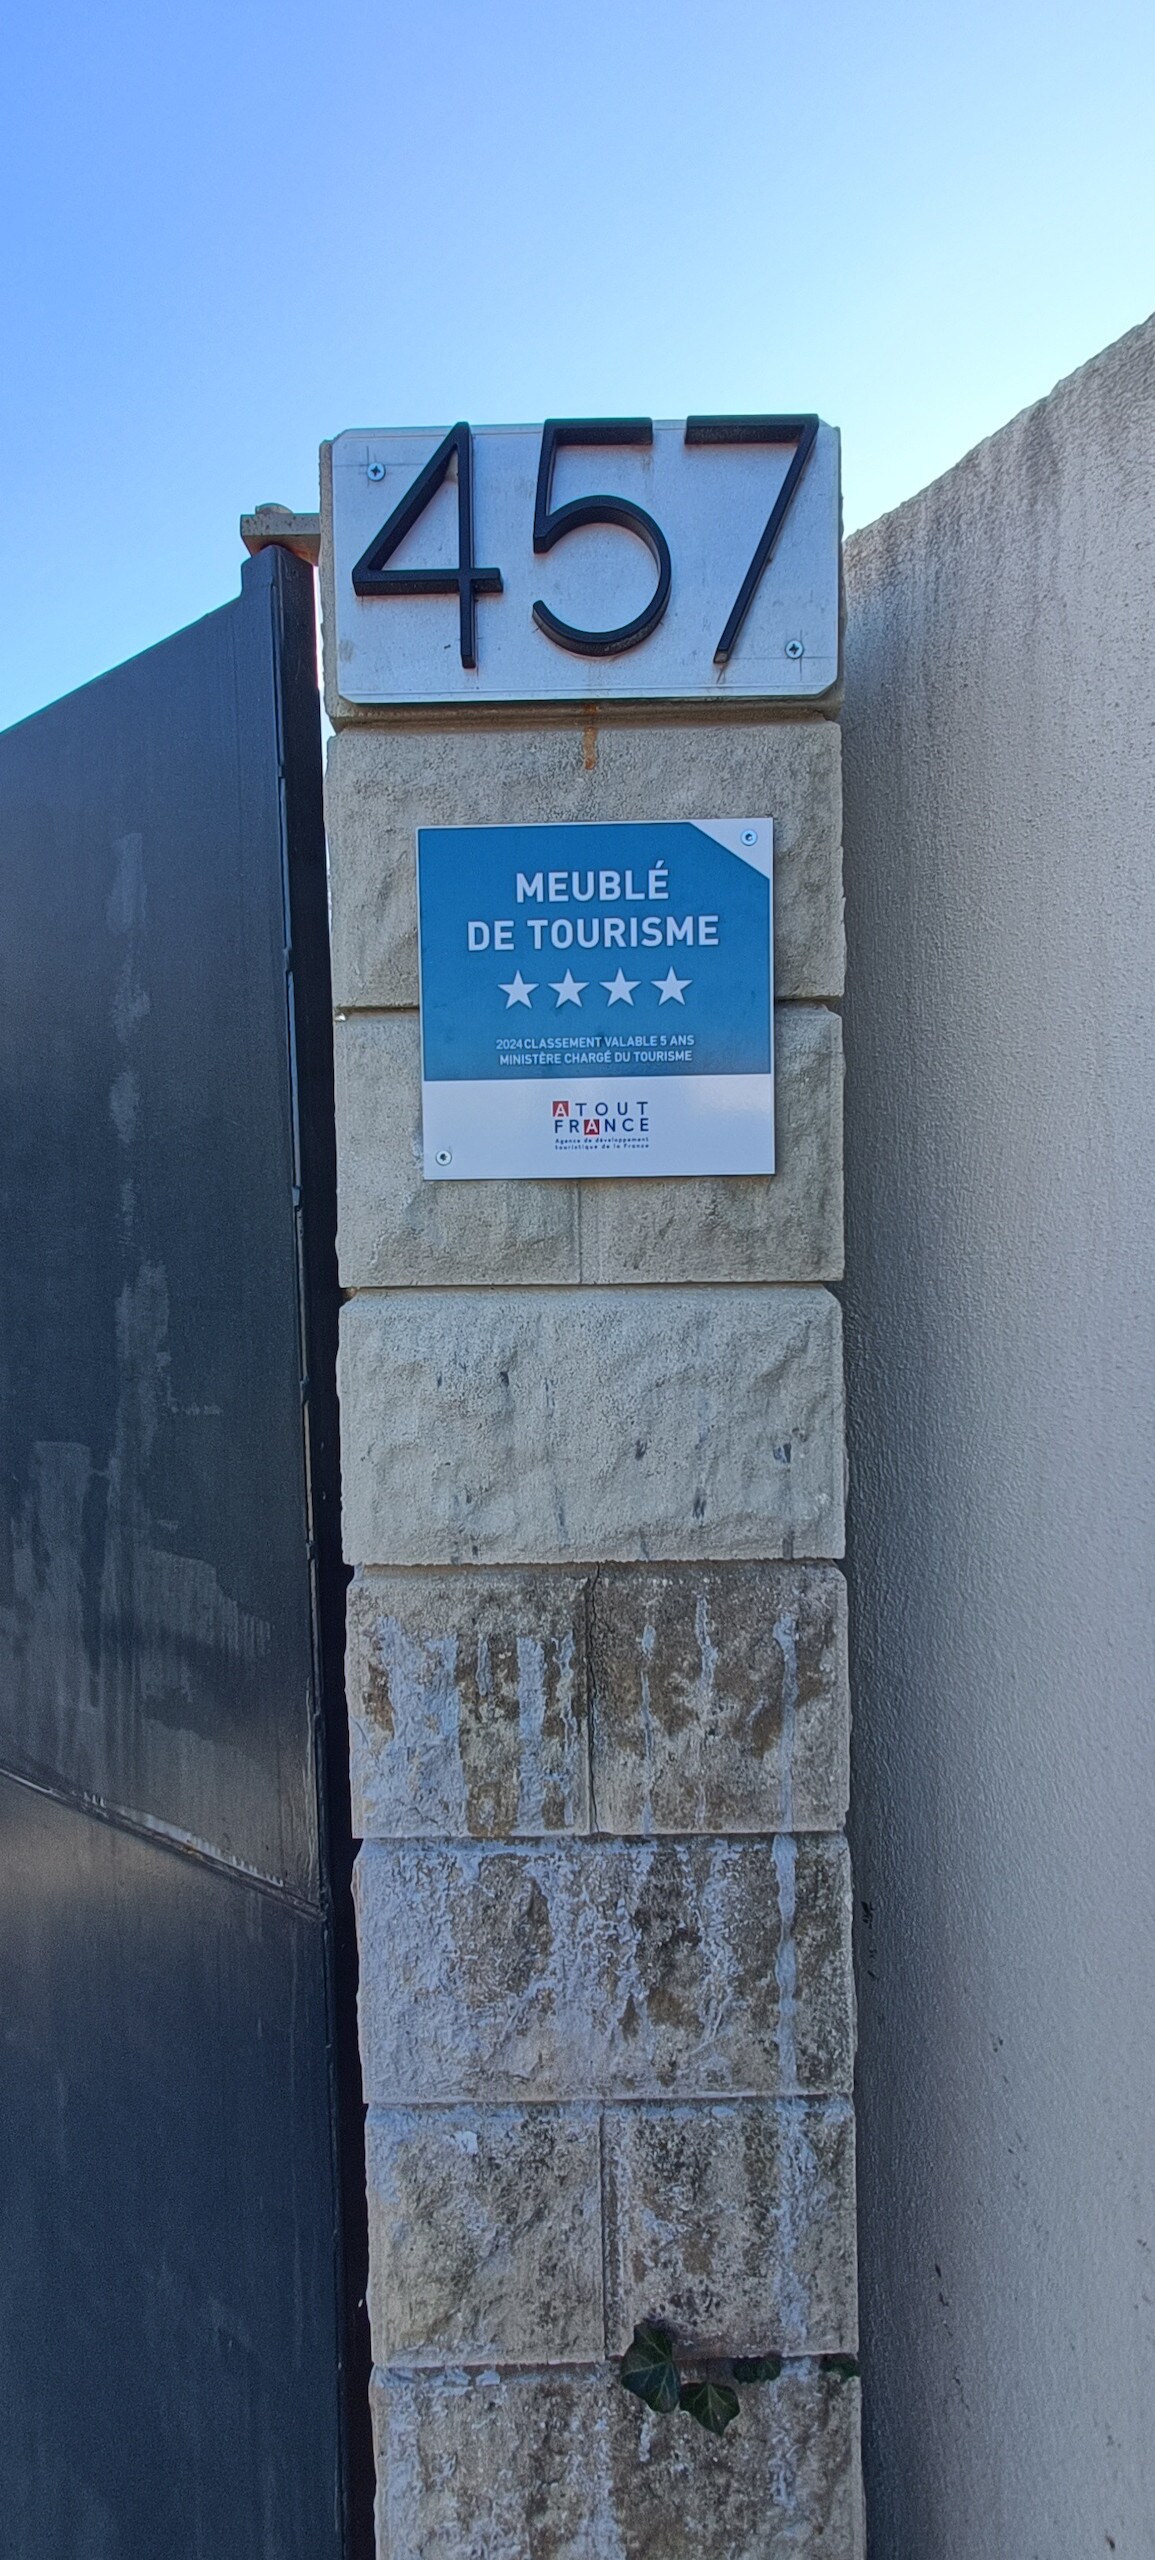 457
MEUBLÉ
DE TOURISME
2024 CLASSEMENT VALABLE 5 ANS
MINISTÈRE CHARGÉ DU TOURISME
ATOUT
FRANCE
Agence de développement
touristique de la France